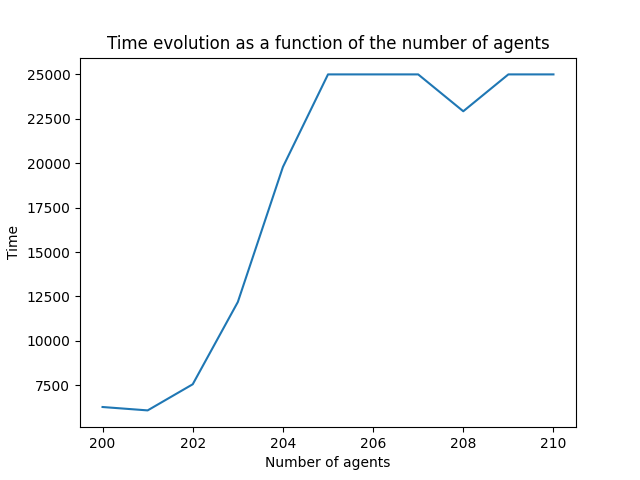 Time evolution as a function of the number of agents
25000
22500
20000
17500
15000
12500
10000
7500
Time
200 202 204 206 208 210
Number of agents